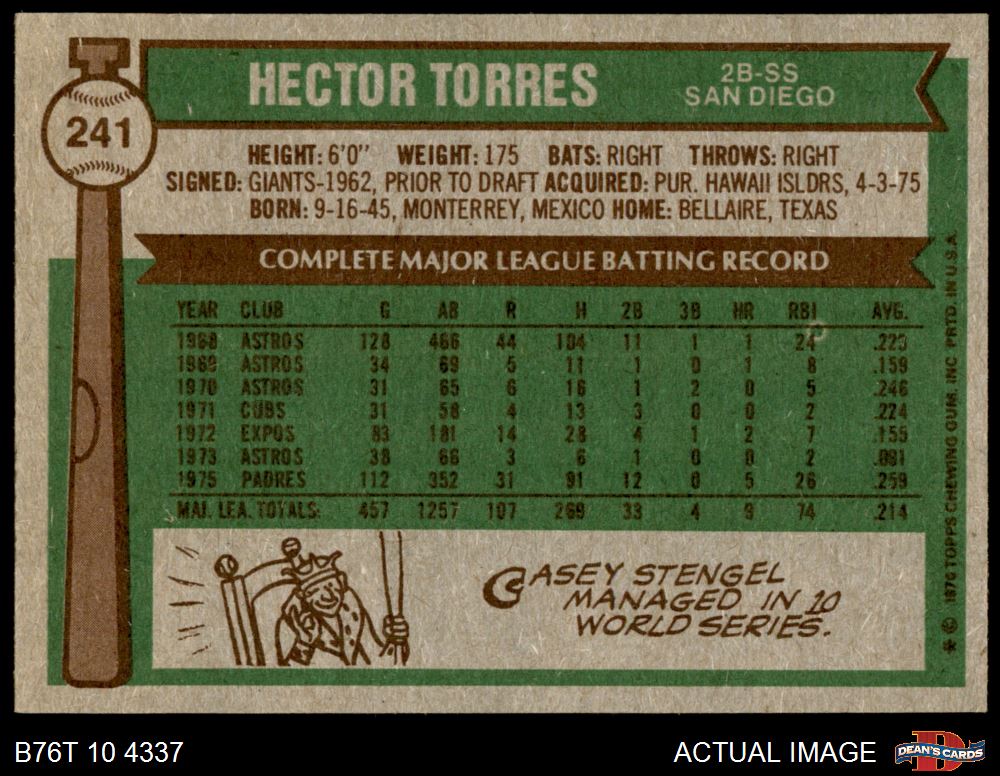 241
HECTOR TORRES
2B-SS
SAN DIEGO
HEIGHT: 6'0" WEIGHT: 175 BATS: RIGHT THROWS: RIGHT
SIGNED: GIANTS-1962, PRIOR TO DRAFT ACQUIRED: PUR. HAWAII ISLDRS, 4-3-75
BORN: 9-16-45, MONTERREY, MEXICO HOME: BELLAIRE, TEXAS
COMPLETE MAJOR LEAGUE BATTING RECORD
YEAR CLUB G AB R H 2B 3B HR RBI AVG.
1968 ASTROS 128 466 44 104 11 1 1 24 .223
1969 ASTROS 34 69 5 11 1 0 1 8 .159
1970 ASTROS 31 65 6 16 1 2 0 5 .246
1971 CUBS 31 58 4 13 3 0 0 2 .224
1972 EXPOS 83 181 14 28 4 1 2 7 .155
1973 ASTROS 38 66 3 6 1 0 0 2 .091
1975 PADRES 112 352 31 91 12 0 5 26 .259
MAJ. LEA. TOTALS: 457 1257 107 269 33 4 9 74 .214
CASEY STENGEL
MANAGED IN 10
WORLD SERIES.
* © 1976 TOPPS CHEWING GUM, INC PRTD. IN U.S.A.
B76T 10 4337
ACTUAL IMAGE
D
DEAN'S CARDS